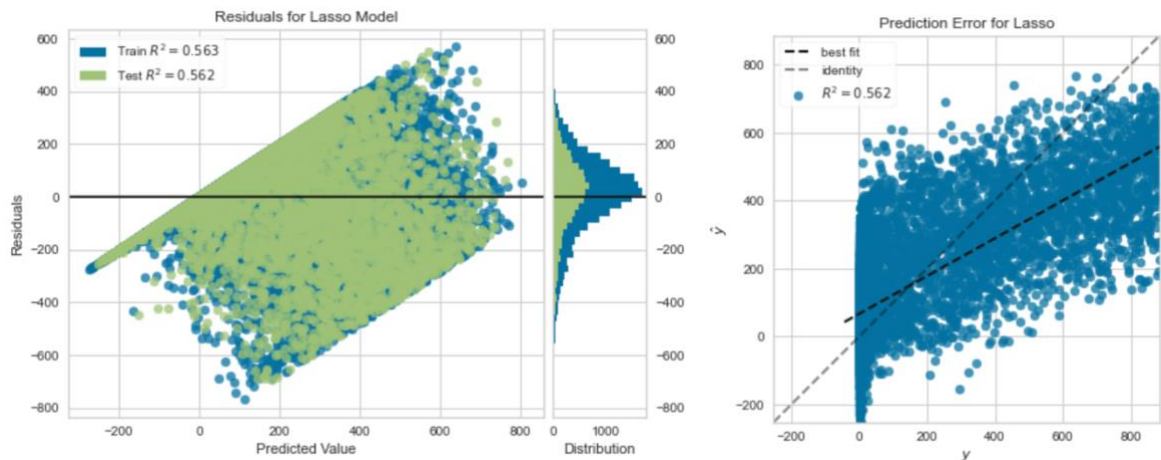 Residuals for Lasso Model
Train R² = 0.563
Test R² = 0.562
600
400
200
0
−200
−400
−600
−800
Residuals
−200 0 200 400 600 800
Predicted Value
600
400
200
0
−200
−400
−600
−800
0 1000
Distribution
Prediction Error for Lasso
best fit
identity
R² = 0.562
800
600
400
200
0
−200
ŷ
−200 0 200 400 600 800
y